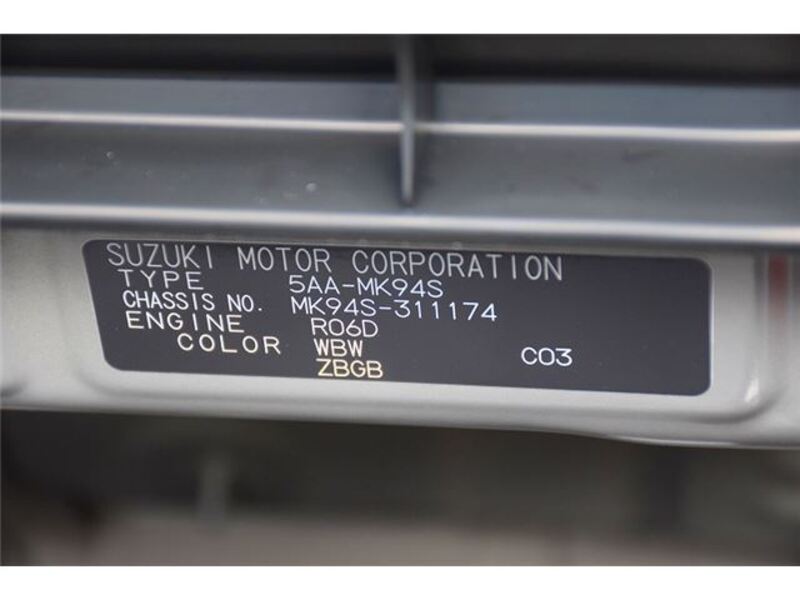 SUZUKI MOTOR CORPORATION
TYPE 5AA-MK94S
CHASSIS NO. MK94S-311174
ENGINE R06D
COLOR WBW C03
ZBGB